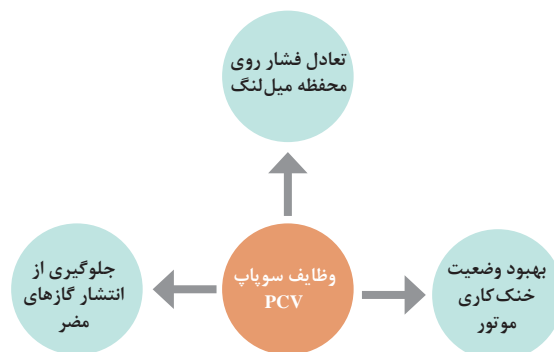 تعادل فشار روی
محفظه میل‌لنگ
وظایف سوپاپ
PCV
بهبود وضعیت
خنک‌کاری
موتور
جلوگیری از
انتشار گازهای
مضر